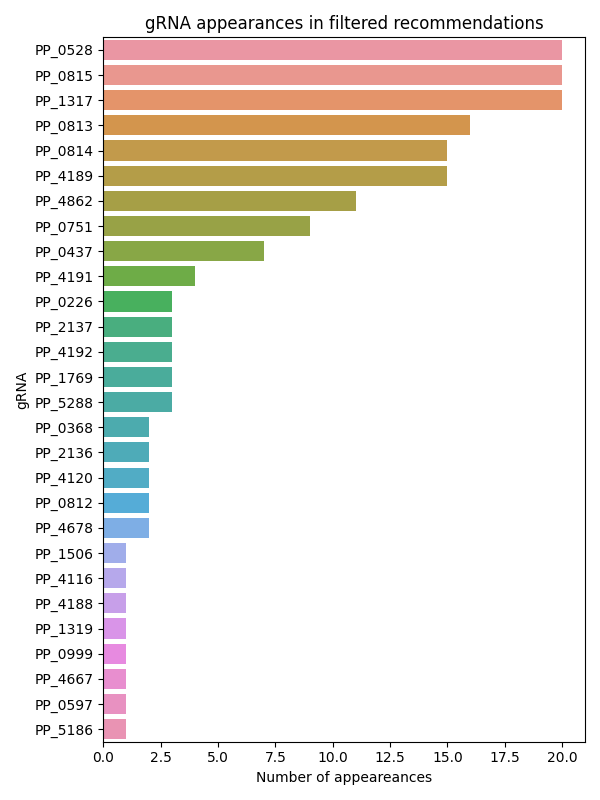 gRNA appearances in filtered recommendations
PP_0528
PP_0815
PP_1317
PP_0813
PP_0814
PP_4189
PP_4862
PP_0751
PP_0437
PP_4191
PP_0226
PP_2137
PP_4192
PP_1769
PP_5288
PP_0368
PP_2136
PP_4120
PP_0812
PP_4678
PP_1506
PP_4116
PP_4188
PP_1319
PP_0999
PP_4667
PP_0597
PP_5186
gRNA
0.0 2.5 5.0 7.5 10.0 12.5 15.0 17.5 20.0
Number of appeareances